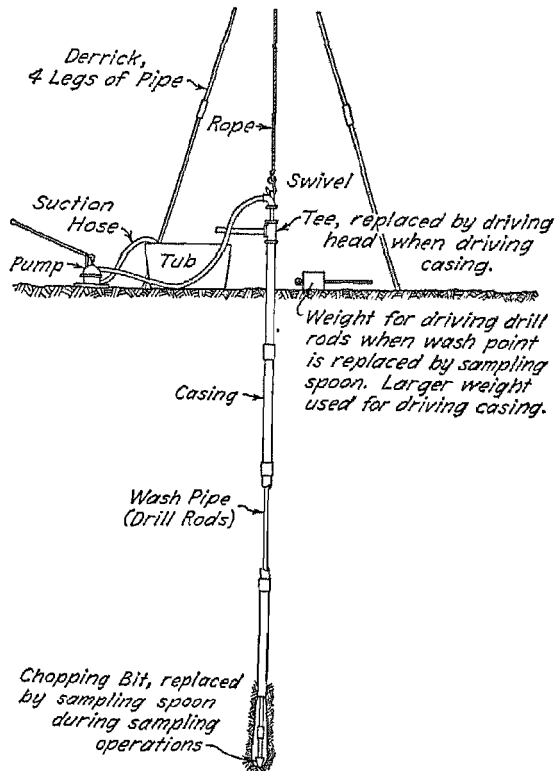 Derrick,
4 Legs of Pipe
Rope
Swivel
Suction
Hose
Tee, replaced by driving
head when driving
casing.
Pump
Tub
Weight for driving drill
rods when wash point
is replaced by sampling
spoon. Larger weight
used for driving casing.
Casing
Wash Pipe
(Drill Rods)
Chopping Bit, replaced
by sampling spoon
during sampling
operations